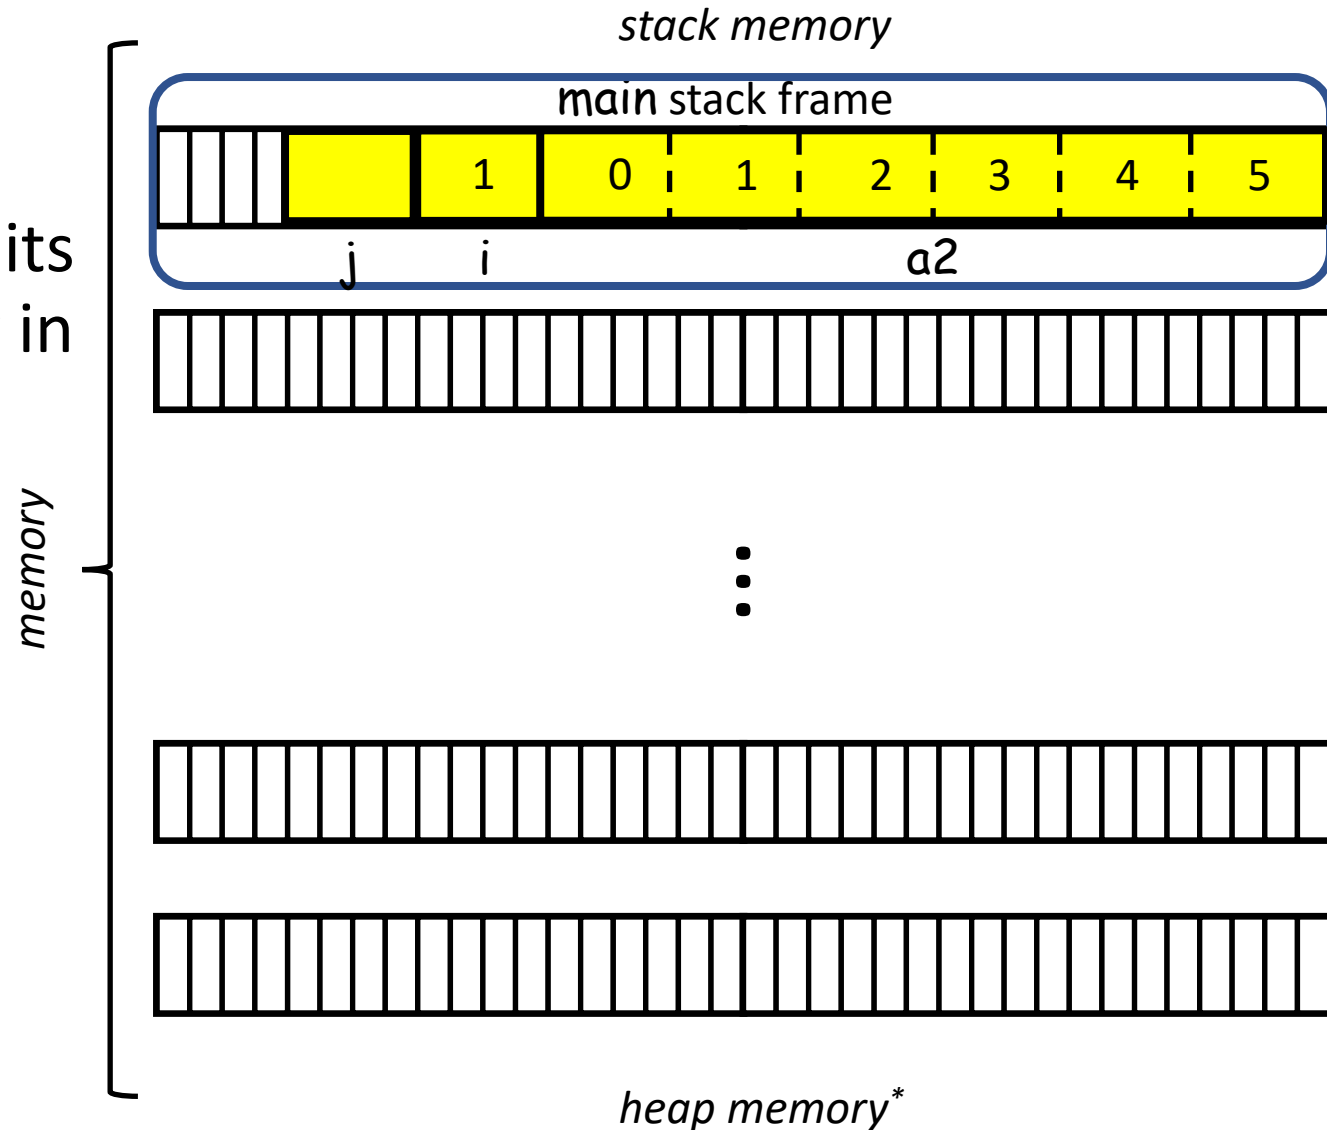 stack memory
main stack frame
1 0 1 2 3 4 5
j i a2
its
in
memory
heap memory*